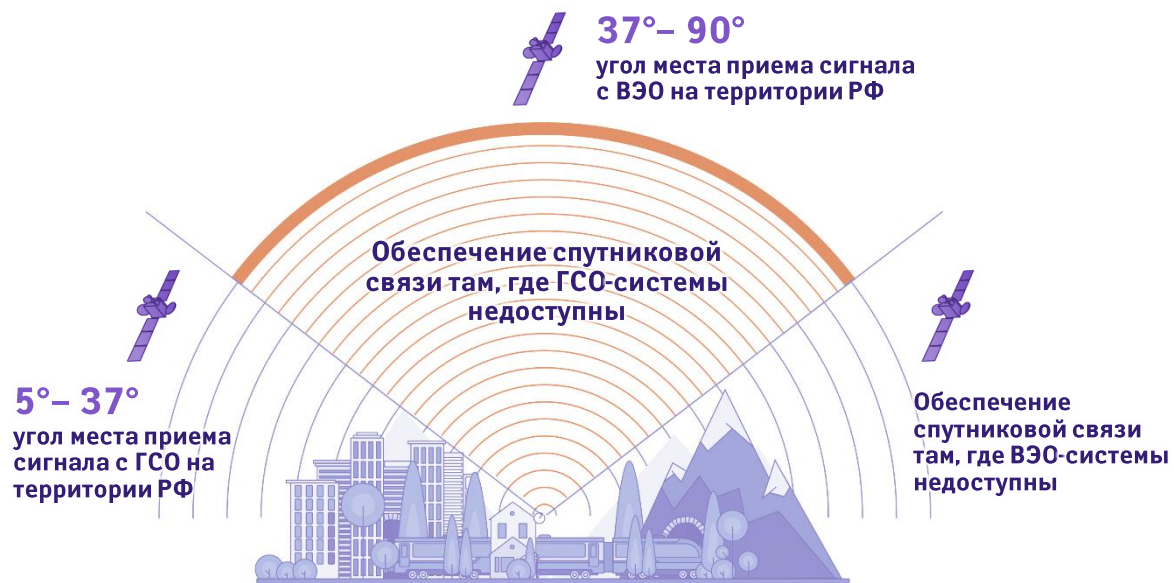 37°– 90°
угол места приема сигнала
с ВЭО на территории РФ
Обеспечение спутниковой
связи там, где ГСО-системы
недоступны
5°– 37°
угол места приема
сигнала с ГСО на
территории РФ
Обеспечение
спутниковой связи
там, где ВЭО-системы
недоступны